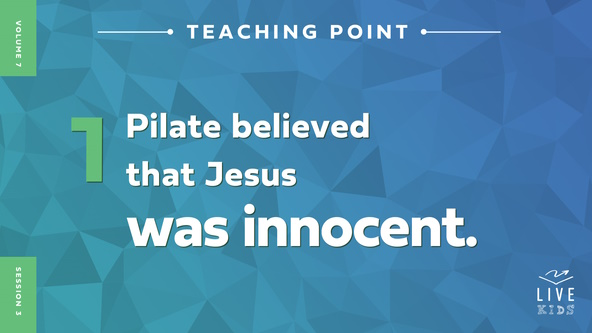 VOLUME 7
TEACHING POINT
1
Pilate believed
that Jesus
was innocent.
SESSION 3
LIVE
KIDS